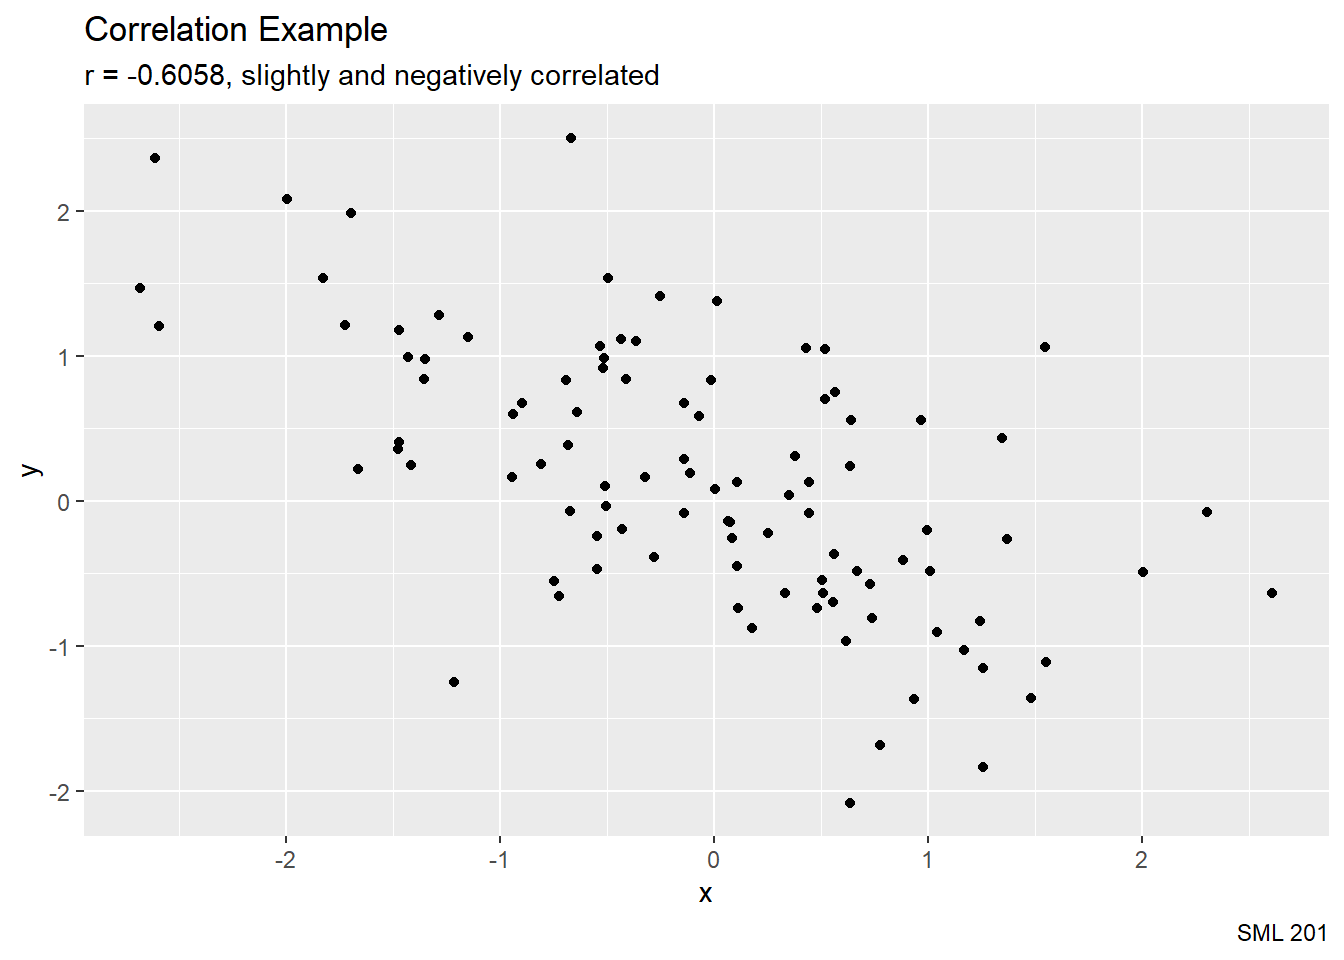 Correlation Example
r = -0.6058, slightly and negatively correlated
y
2
1
0
-1
-2
-2
-1
0
1
2
x
SML 201